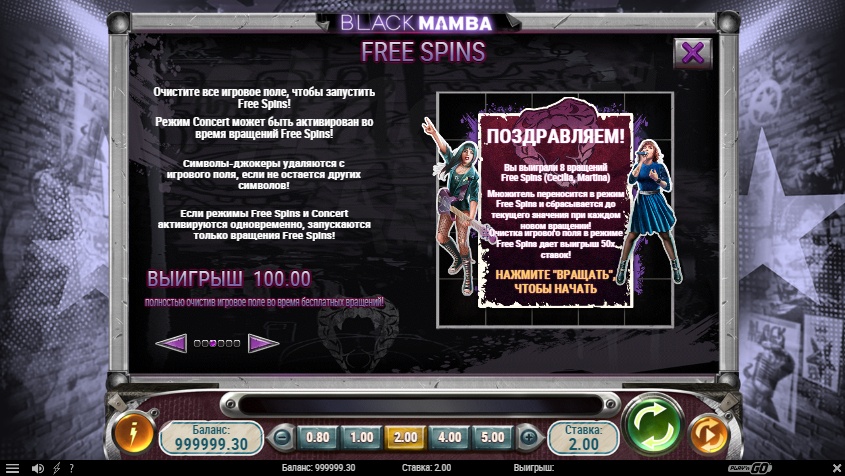 BLACK MAMBA
FREE SPINS
Очистите все игровое поле, чтобы запустить
Free Spins!
Режим Concert может быть активирован во
время вращений Free Spins!
Символы-джокеры удаляются с
игрового поля, если не остается других
символов!
Если режимы Free Spins и Concert
активируются одновременно, запускаются
только вращения Free Spins!
ВЫИГРЫШ 100.00
полностью очистив игровое поле во время бесплатных вращений!
ПОЗДРАВЛЯЕМ!
Вы выиграли 8 вращений
Free Spins (Cecilia, Martina)
Множитель переносится в режим
Free Spins и сбрасывается до
текущего значения при каждом
новом вращении!
Очистка игрового поля в режиме
Free Spins дает выигрыш 50x
ставок!
НАЖМИТЕ "ВРАЩАТЬ",
ЧТОБЫ НАЧАТЬ
Баланс:
999999.30
0.80
1.00
2.00
4.00
5.00
Ставка:
2.00
Баланс: 999999.30
Ставка: 2.00
Выигрыш:
PLAY'N GO